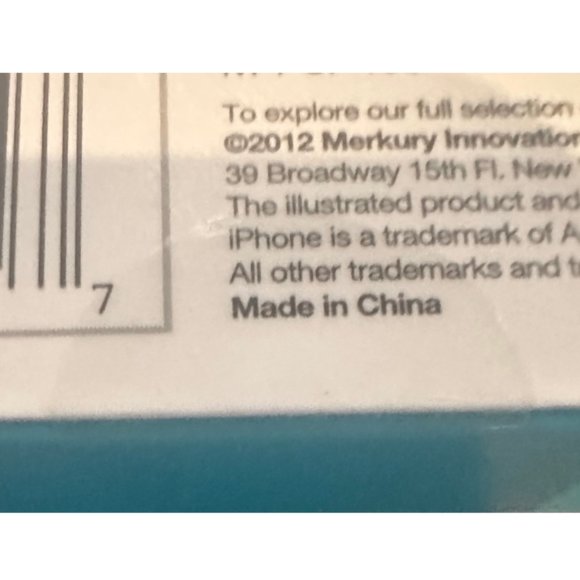 To explore our full selection
©2012 Merkury Innovation
39 Broadway 15th Fl. New
The illustrated product and
iPhone is a trademark of A
All other trademarks and t
Made in China
7